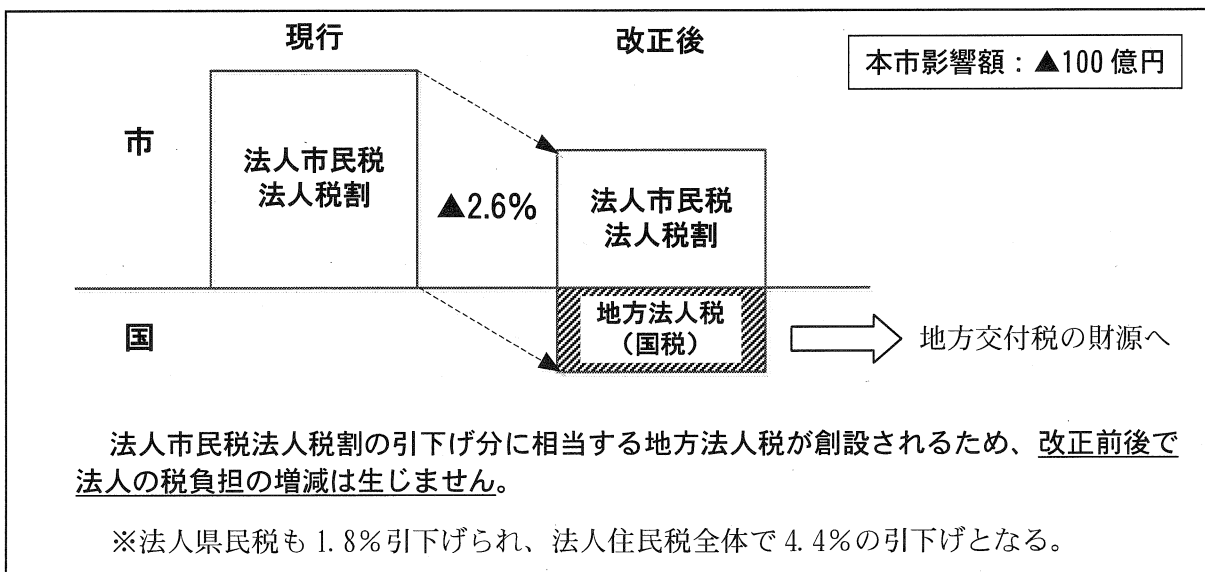 現行
改正後
本市影響額：▲100億円
市
法人市民税
法人税割
▲2.6%
法人市民税
法人税割
国
地方法人税
（国税）
地方交付税の財源へ
法人市民税法人税割の引下げ分に相当する地方法人税が創設されるため、改正前後で
法人の税負担の増減は生じません。
※法人県民税も1.8%引下げられ、法人住民税全体で4.4%の引下げとなる。